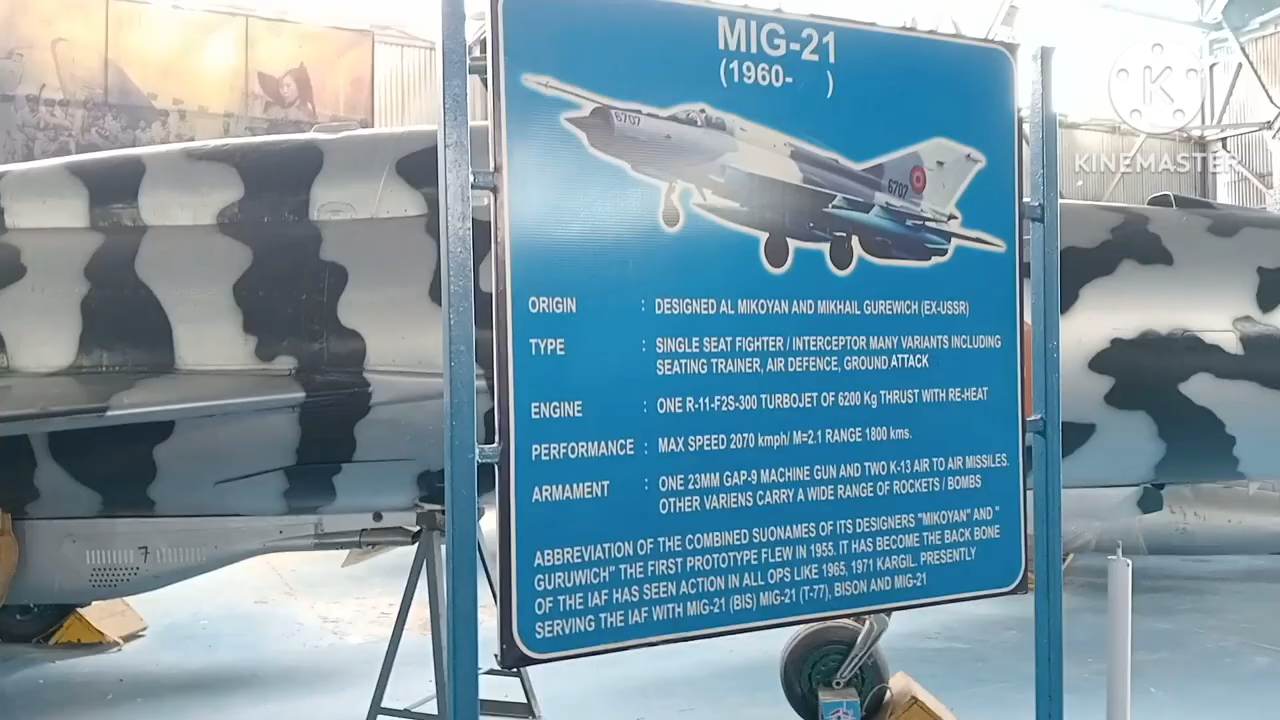 MIG-21
(1960- )
K
KINEMASTER
6707
6707
ORIGIN : DESIGNED AL MIKOYAN AND MIKHAIL GUREWICH (EX-USSR)
TYPE : SINGLE SEAT FIGHTER / INTERCEPTOR MANY VARIANTS INCLUDING
SEATING TRAINER, AIR DEFENCE, GROUND ATTACK
ENGINE : ONE R-11-F2S-300 TURBOJET OF 6200 Kg THRUST WITH RE-HEAT
PERFORMANCE : MAX SPEED 2070 kmph/ M=2.1 RANGE 1800 kms.
ARMAMENT : ONE 23MM GAP-9 MACHINE GUN AND TWO K-13 AIR TO AIR MISSILES.
OTHER VARIENS CARRY A WIDE RANGE OF ROCKETS / BOMBS
ABBREVIATION OF THE COMBINED SUONAMES OF ITS DESIGNERS "MIKOYAN" AND "
GURUWICH" THE FIRST PROTOTYPE FLEW IN 1955. IT HAS BECOME THE BACK BONE
OF THE IAF HAS SEEN ACTION IN ALL OPS LIKE 1965, 1971 KARGIL. PRESENTLY
SERVING THE IAF WITH MIG-21 (BIS) MIG-21 (T-77), BISON AND MIG-21
7